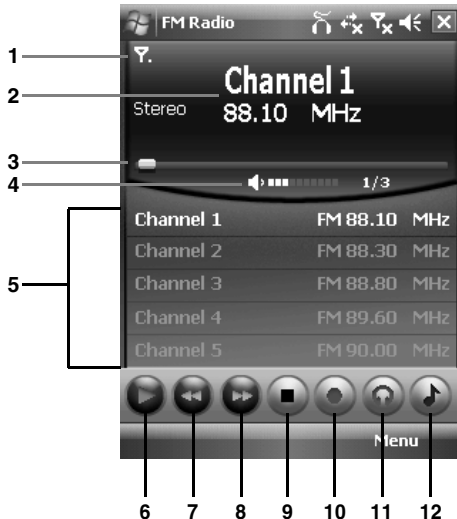 FM Radio
1
2
Channel 1
Stereo 88.10 MHz
3
4
1/3
5
Channel 1 FM 88.10 MHz
Channel 2 FM 88.30 MHz
Channel 3 FM 88.80 MHz
Channel 4 FM 89.60 MHz
Channel 5 FM 90.00 MHz
Menu
6 7 8 9 10 11 12